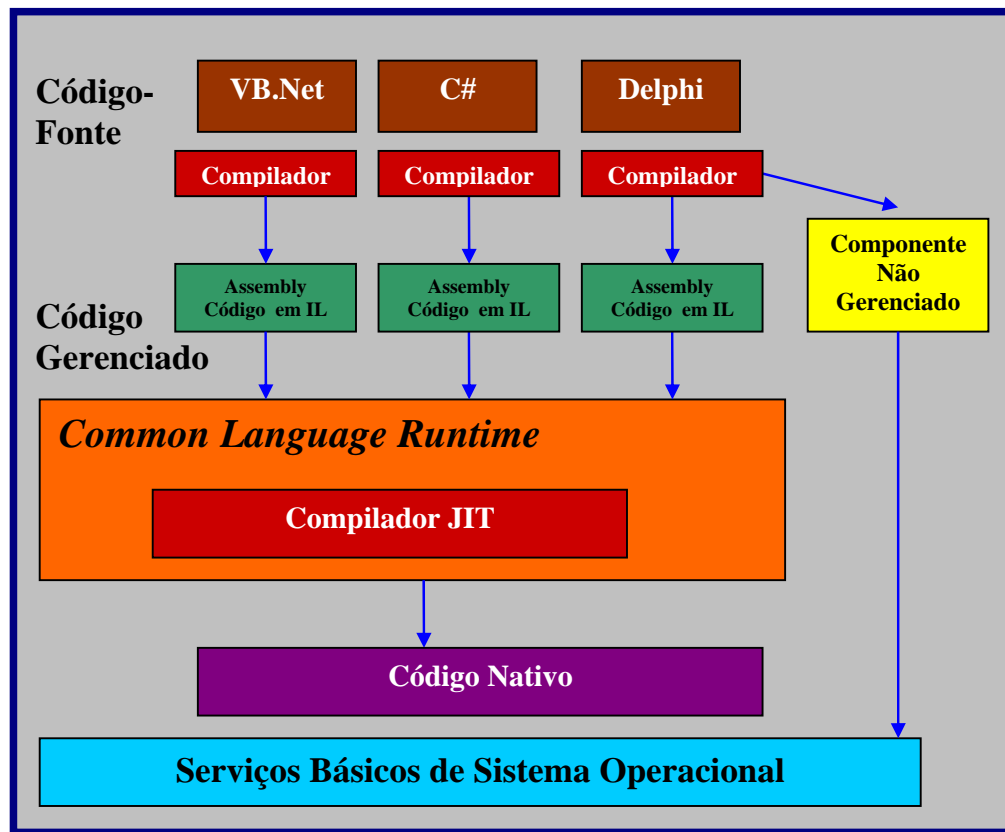 Código-
Fonte
VB.Net
C#
Delphi
Compilador
Compilador
Compilador
Componente
Não
Gerenciado
Código
Gerenciado
Assembly
Código em IL
Assembly
Código em IL
Assembly
Código em IL
Common Language Runtime
Compilador JIT
Código Nativo
Serviços Básicos de Sistema Operacional